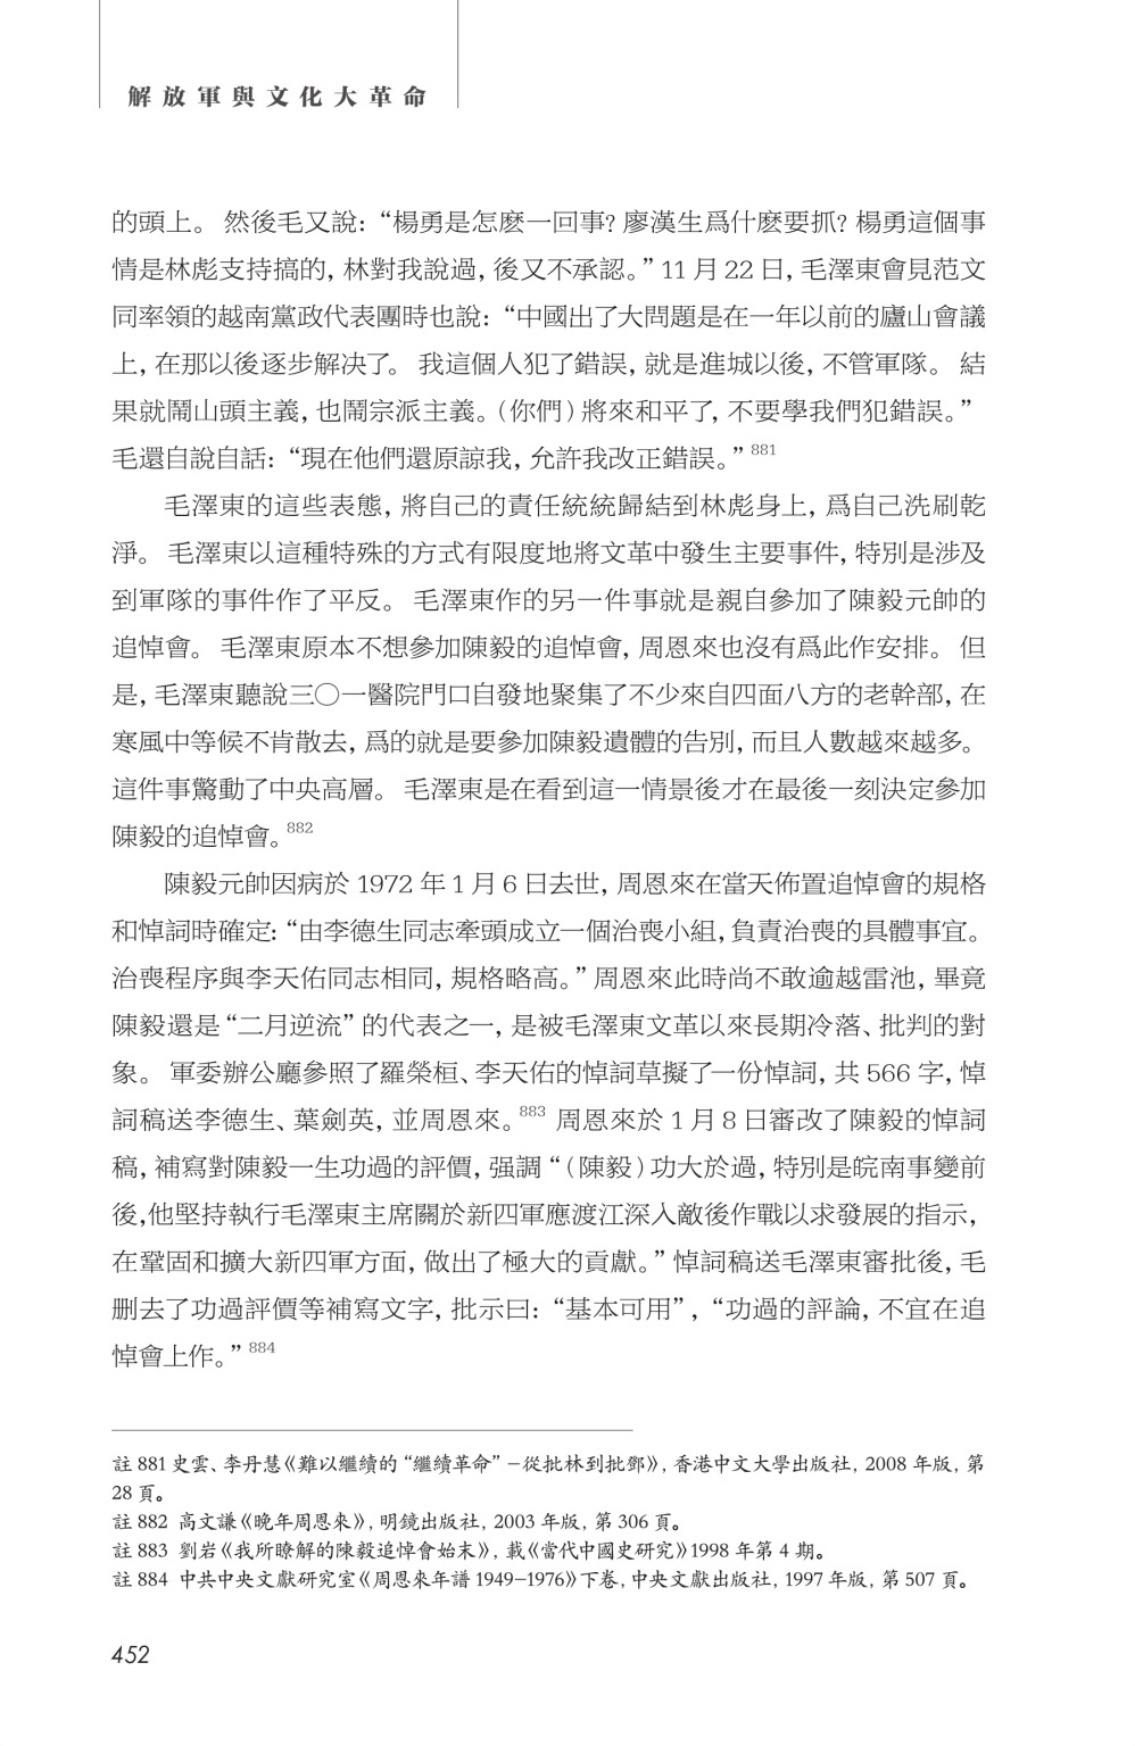 解放軍與文化大革命
的頭上。然後毛又說：“楊勇是怎麽一回事？廖漢生爲什麽要抓？楊勇這個事
情是林彪支持搞的，林對我說過，後又不承認。”11 月 22 日，毛澤東會見范文
同率領的越南黨政代表團時也說：“中國出了大問題是在一年以前的廬山會議
上，在那以後逐步解决了。我這個人犯了錯誤，就是進城以後，不管軍隊。結
果就鬧山頭主義，也鬧宗派主義。（你們）將來和平了，不要學我們犯錯誤。”
毛還自說自話：“現在他們還原諒我，允許我改正錯誤。”881
毛澤東的這些表態，將自己的責任統統歸結到林彪身上，爲自己洗刷乾
淨。毛澤東以這種特殊的方式有限度地將文革中發生主要事件，特別是涉及
到軍隊的事件作了平反。毛澤東作的另一件事就是親自參加了陳毅元帥的
追悼會。毛澤東原本不想參加陳毅的追悼會，周恩來也沒有爲此作安排。但
是，毛澤東聽說三〇一醫院門口自發地聚集了不少來自四面八方的老幹部，在
寒風中等候不肯散去，爲的就是要參加陳毅遺體的告別，而且人數越來越多。
這件事驚動了中央高層。毛澤東是在看到這一情景後才在最後一刻決定參加
陳毅的追悼會。882
陳毅元帥因病於 1972 年 1 月 6 日去世，周恩來在當天佈置追悼會的規格
和悼詞時確定：“由李德生同志牽頭成立一個治喪小組，負責治喪的具體事宜。
治喪程序與李天佑同志相同，規格略高。”周恩來此時尚不敢逾越雷池，畢竟
陳毅還是“二月逆流”的代表之一，是被毛澤東文革以來長期冷落、批判的對
象。軍委辦公廳參照了羅榮桓、李天佑的悼詞草擬了一份悼詞，共 566 字，悼
詞稿送李德生、葉劍英，並周恩來。883 周恩來於 1 月 8 日審改了陳毅的悼詞
稿，補寫對陳毅一生功過的評價，强調“（陳毅）功大於過，特別是皖南事變前
後，他堅持執行毛澤東主席關於新四軍應渡江深入敵後作戰以求發展的指示，
在鞏固和擴大新四軍方面，做出了極大的貢獻。”悼詞稿送毛澤東審批後，毛
删去了功過評價等補寫文字，批示曰：“基本可用”，“功過的評論，不宜在追
悼會上作。”884
註 881 史雲、李丹慧《難以繼續的“繼續革命”－從批林到批鄧》，香港中文大學出版社，2008 年版，第
28 頁。
註 882 高文謙《晚年周恩來》，明鏡出版社，2003 年版，第 306 頁。
註 883 劉岩《我所瞭解的陳毅追悼會始末》，載《當代中國史研究》1998 年第 4 期。
註 884 中共中央文獻研究室《周恩來年譜 1949–1976》下卷，中央文獻出版社，1997 年版，第 507 頁。
452